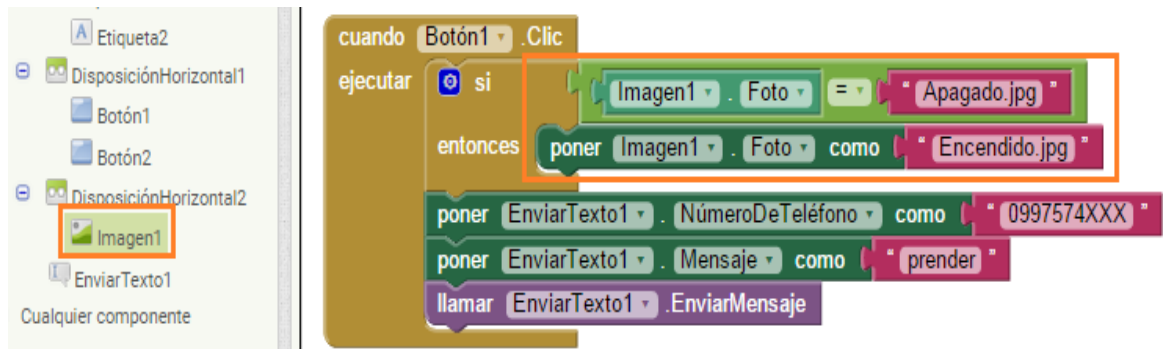 Etiqueta2
DisposiciónHorizontal1
Botón1
Botón2
DisposiciónHorizontal2
Imagen1
EnviarTexto1
Cualquier componente
cuando Botón1 .Clic
ejecutar si Imagen1 . Foto = " Apagado.jpg "
entonces poner Imagen1 . Foto como " Encendido.jpg "
poner EnviarTexto1 . NúmeroDeTeléfono como " 0997574XXX "
poner EnviarTexto1 . Mensaje como " prender "
llamar EnviarTexto1 .EnviarMensaje